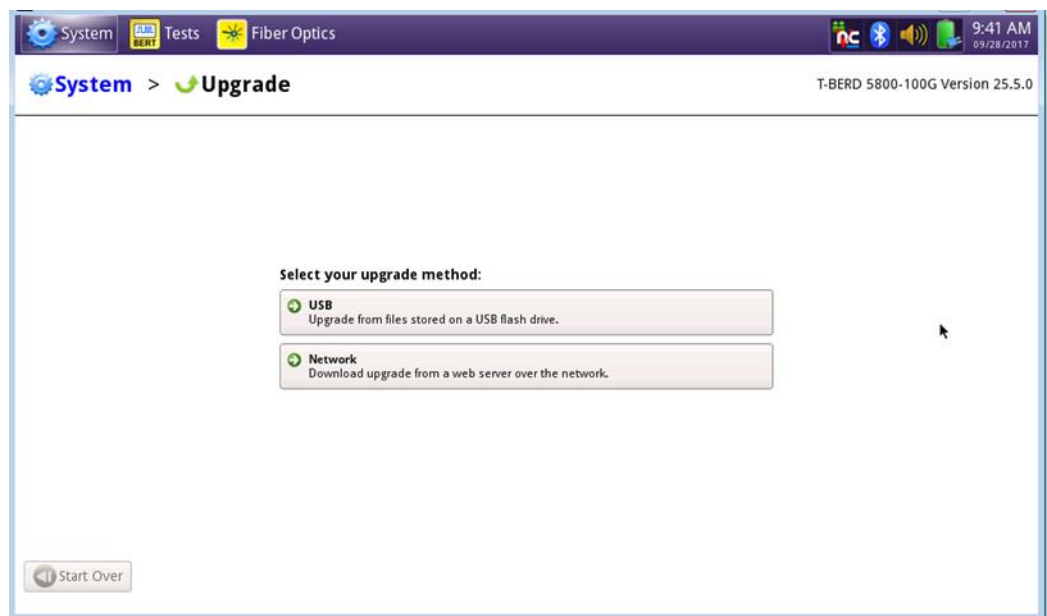 System BERT Tests Fiber Optics nc 9:41 AM
09/28/2017
System > Upgrade T-BERD 5800-100G Version 25.5.0
Select your upgrade method:
USB
Upgrade from files stored on a USB flash drive.
Network
Download upgrade from a web server over the network.
Start Over